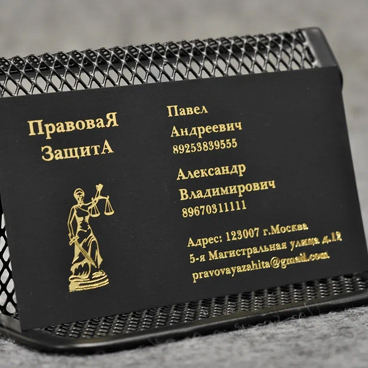 ПравоваЯ
ЗащитА
Павел
Андреевич
89253839555
Александр
Владимирович
89670311111
Адрес: 123007 г.Москва
5-я Магистральная улица д.12
pravovayazahita@gmail.com